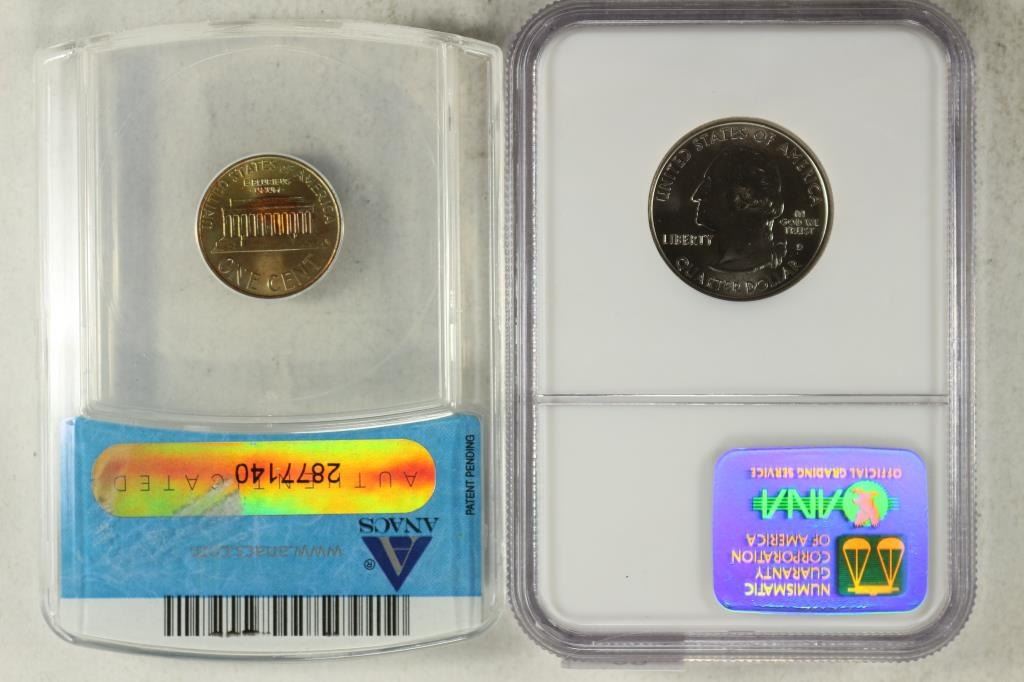 UNITED STATES OF AMERICA
E PLURIBUS
UNUM
ONE CENT
UNITED STATES OF AMERICA
LIBERTY
IN
GOD WE
TRUST
D
QUARTER DOLLAR
PATENT PENDING
2877140
AUTHENTICATED
ANACS
®
www.anacs.com
OFFICIAL GRADING SERVICE
ANA
NUMISMATIC
GUARANTY
CORPORATION
OF AMERICA